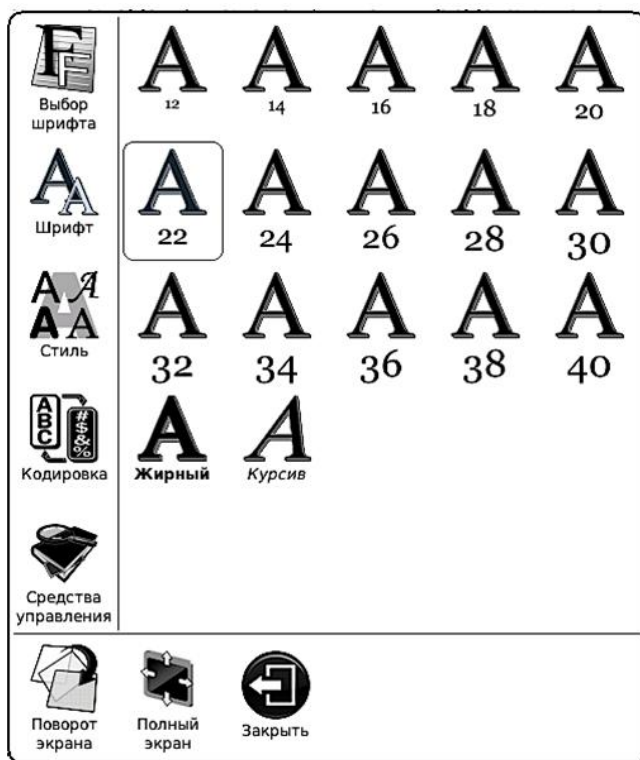 Выбор
шрифта
12 14 16 18 20
Шрифт
22 24 26 28 30
Стиль
32 34 36 38 40
Кодировка
Жирный Курсив
Средства
управления
Поворот
экрана
Полный
экран
Закрыть